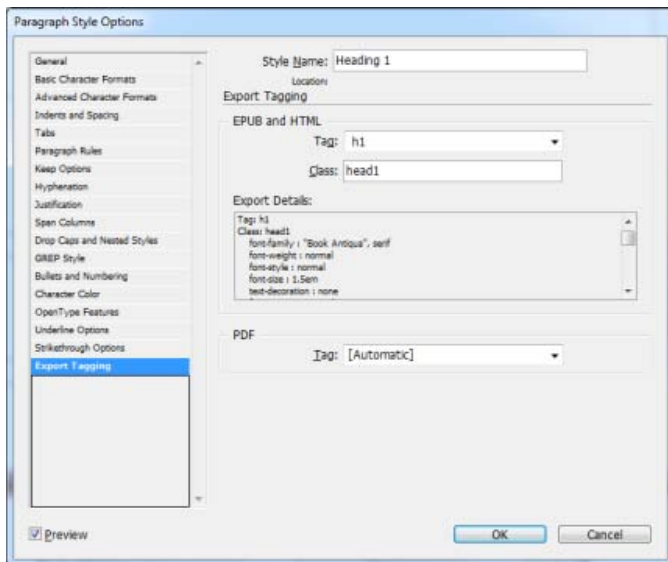 Paragraph Style Options
General
Basic Character Formats
Advanced Character Formats
Indents and Spacing
Tabs
Paragraph Rules
Keep Options
Hyphenation
Justification
Span Columns
Drop Caps and Nested Styles
GREP Style
Bullets and Numbering
Character Color
OpenType Features
Underline Options
Strikethrough Options
Export Tagging
Style Name: Heading 1
Location:
Export Tagging
EPUB and HTML
Tag: h1
Class: head1
Export Details:
Tag: h1
Class: head1
font-family : "Book Antiqua", serif
font-weight : normal
font-style : normal
font-size : 1.5em
text-decoration : none
PDF
Tag: [Automatic]
Preview
OK
Cancel